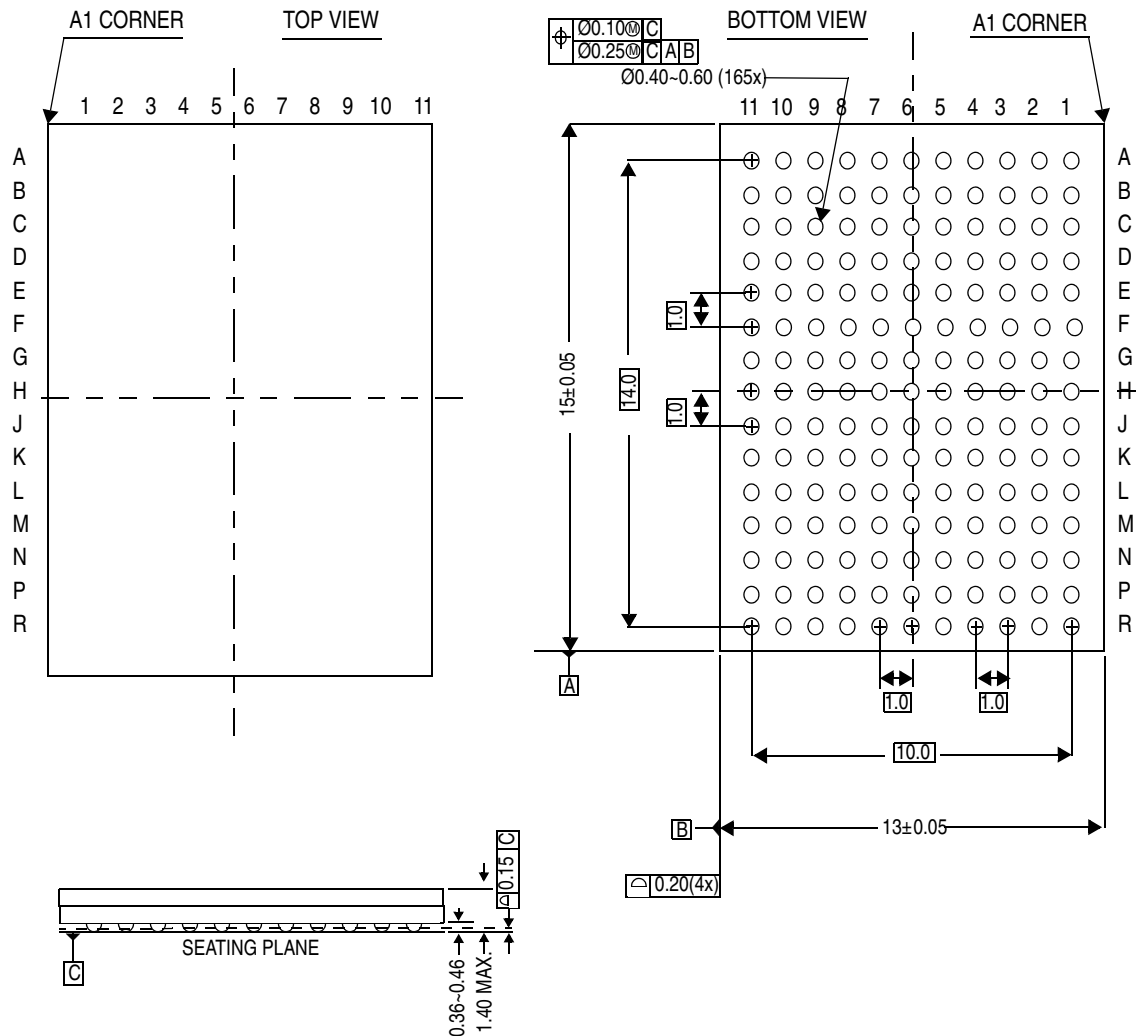 A1 CORNER
TOP VIEW
1 2 3 4 5 6 7 8 9 10 11
A
B
C
D
E
F
G
H
J
K
L
M
N
P
R
Ø0.10Ⓜ C
Ø0.25Ⓜ C A B
BOTTOM VIEW
A1 CORNER
Ø0.40~0.60 (165x)
11 10 9 8 7 6 5 4 3 2 1
A
B
C
D
E
F
G
H
J
K
L
M
N
P
R
15±0.05
14.0
1.0
1.0
A
1.0
1.0
10.0
B
13±0.05
0.20(4x)
0.15 C
SEATING PLANE
C
0.36~0.46
1.40 MAX.